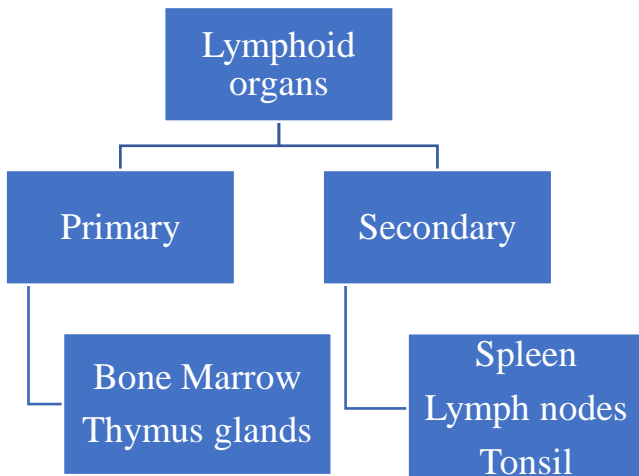 Lymphoid
organs
Primary
Secondary
Bone Marrow
Thymus glands
Spleen
Lymph nodes
Tonsil